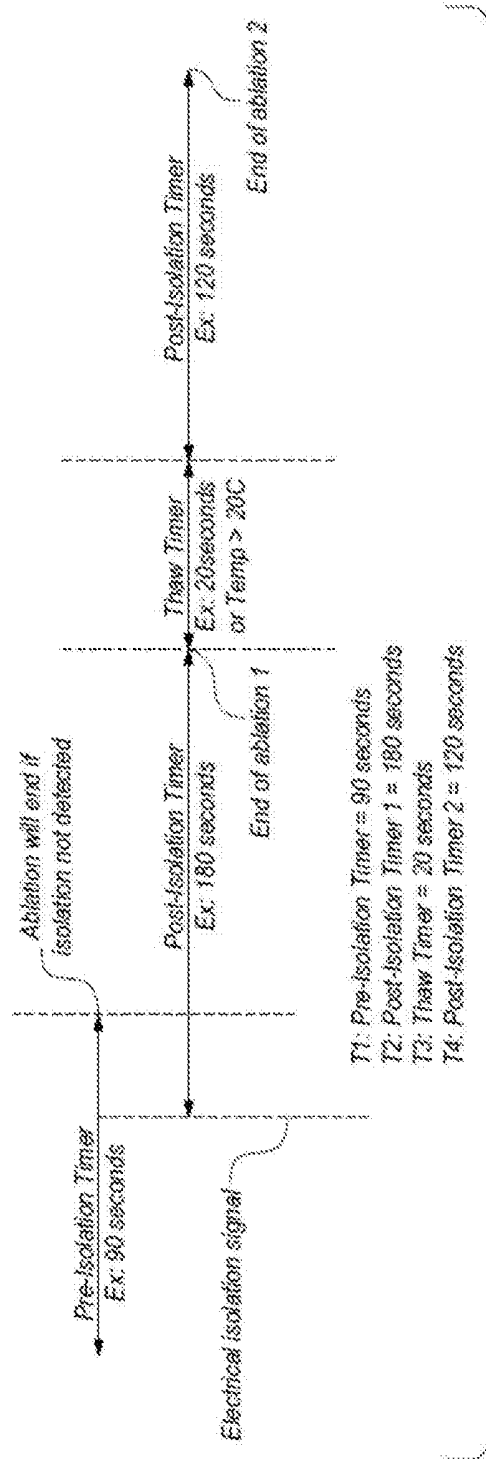 Pre-Isolation Timer
Ex: 90 seconds
Ablation will end if
isolation not detected
Electrical isolation signal
Post-Isolation Timer
Ex: 180 seconds
End of ablation 1
Thaw Timer
Ex: 20seconds
or Temp > 20C
Post-Isolation Timer
Ex: 120 seconds
End of ablation 2
T1: Pre-Isolation Timer = 90 seconds
T2: Post-Isolation Timer 1 = 180 seconds
T3: Thaw Timer = 20 seconds
T4: Post-Isolation Timer 2 = 120 seconds